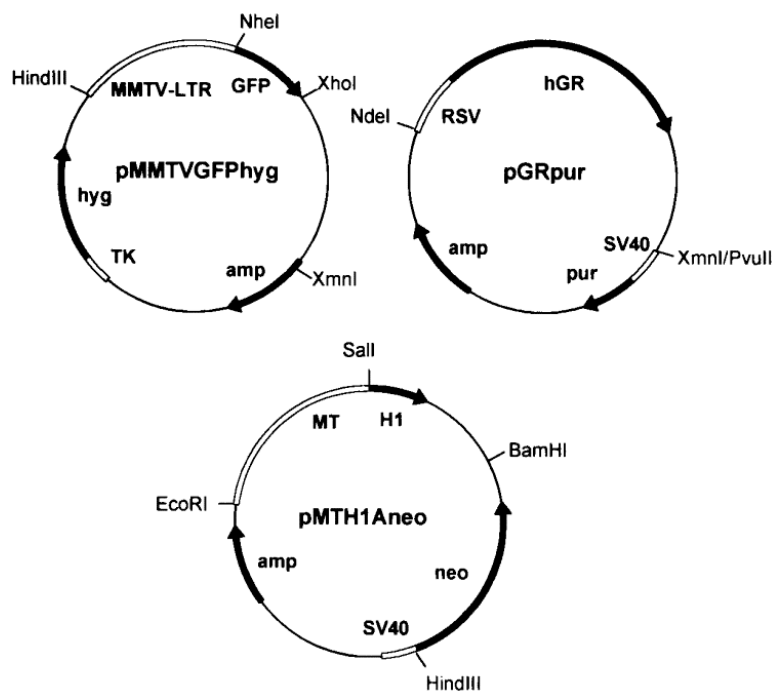 NheI
HindIII
MMTV-LTR
GFP
XhoI
pMMTVGFPhyg
hyg
TK
amp
XmnI
hGR
NdeI
RSV
pGRpur
amp
SV40
XmnI/PvuII
pur
SalI
MT
H1
BamHI
EcoRI
pMTH1Aneo
amp
neo
SV40
HindIII